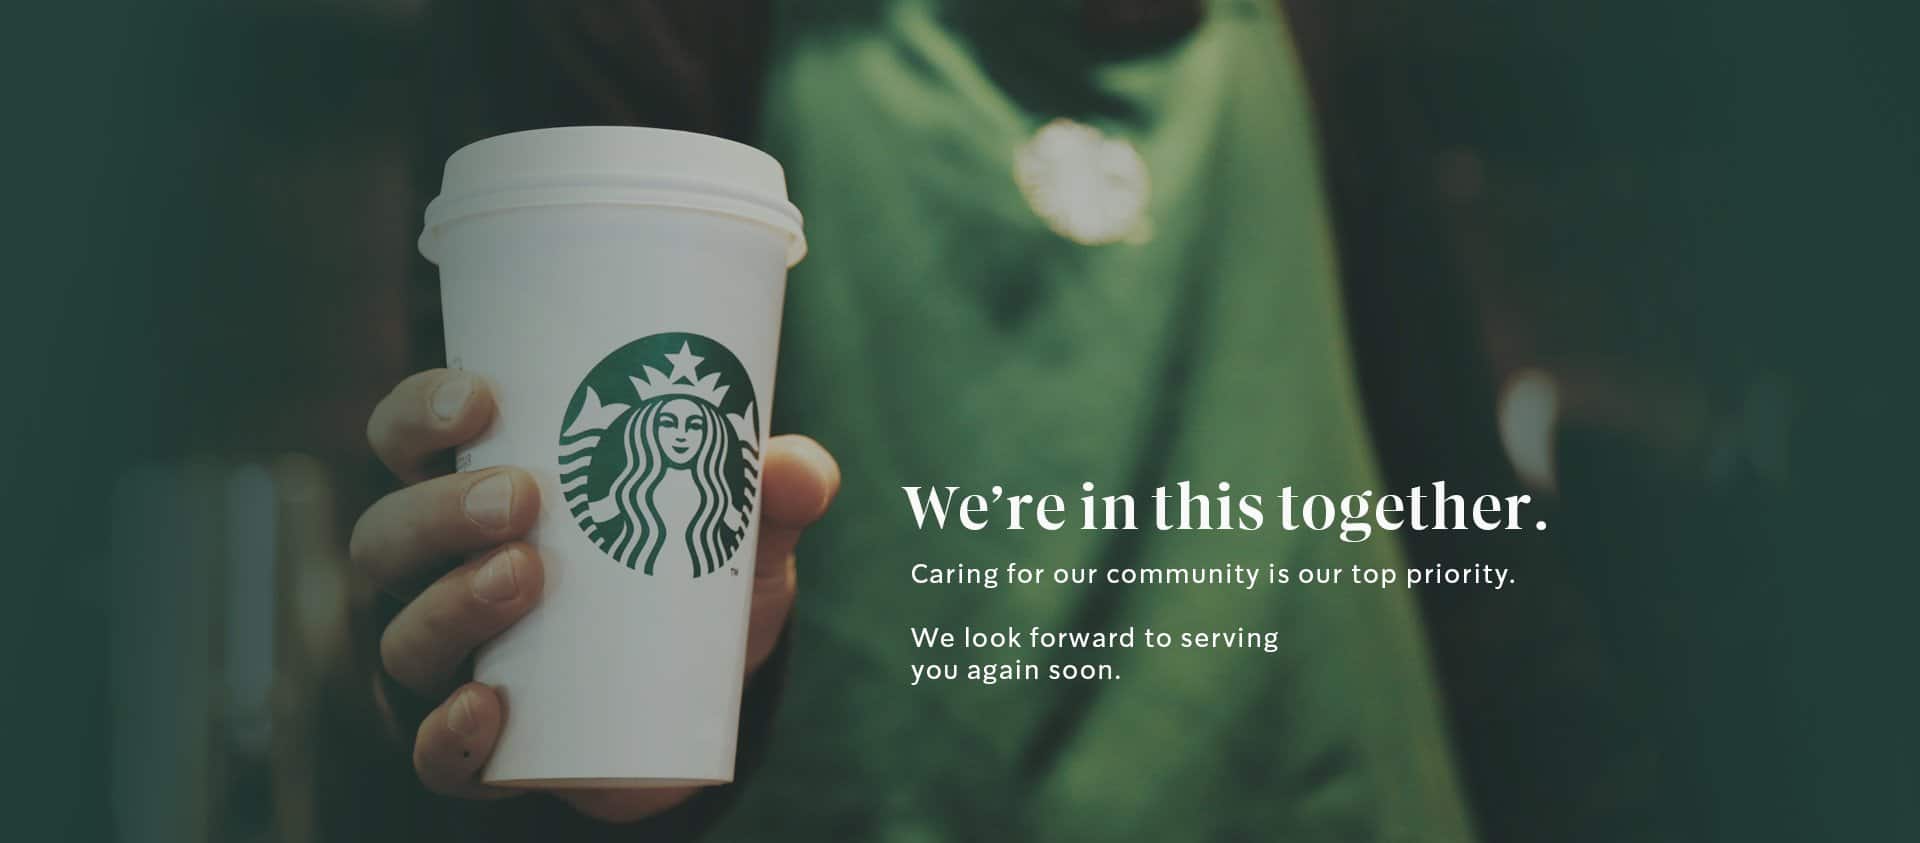 We’re in this together.
Caring for our community is our top priority.
We look forward to serving
you again soon.
TM